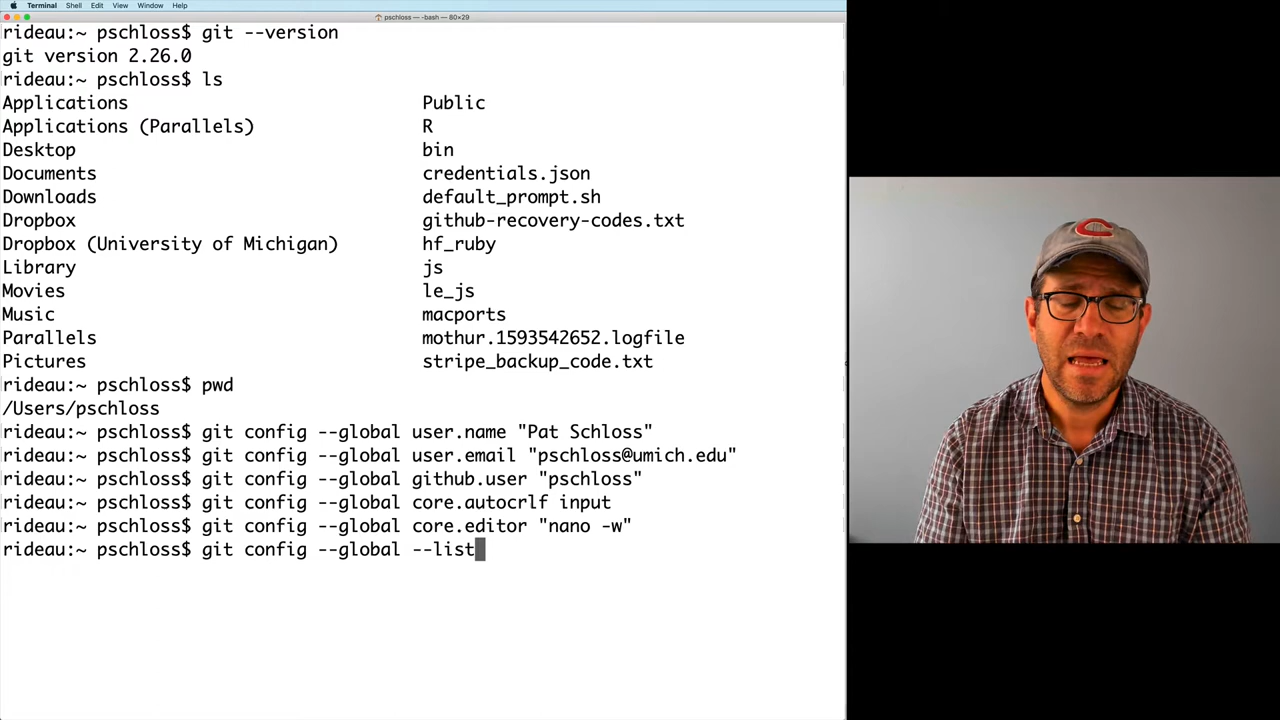 Terminal Shell Edit View Window Help
pschloss — -bash — 80×29
rideau:~ pschloss$ git --version
git version 2.26.0
rideau:~ pschloss$ ls
Applications Public
Applications (Parallels) R
Desktop bin
Documents credentials.json
Downloads default_prompt.sh
Dropbox github-recovery-codes.txt
Dropbox (University of Michigan) hf_ruby
Library js
Movies le_js
Music macports
Parallels mothur.1593542652.logfile
Pictures stripe_backup_code.txt
rideau:~ pschloss$ pwd
/Users/pschloss
rideau:~ pschloss$ git config --global user.name "Pat Schloss"
rideau:~ pschloss$ git config --global user.email "pschloss@umich.edu"
rideau:~ pschloss$ git config --global github.user "pschloss"
rideau:~ pschloss$ git config --global core.autocrlf input
rideau:~ pschloss$ git config --global core.editor "nano -w"
rideau:~ pschloss$ git config --global --list
C